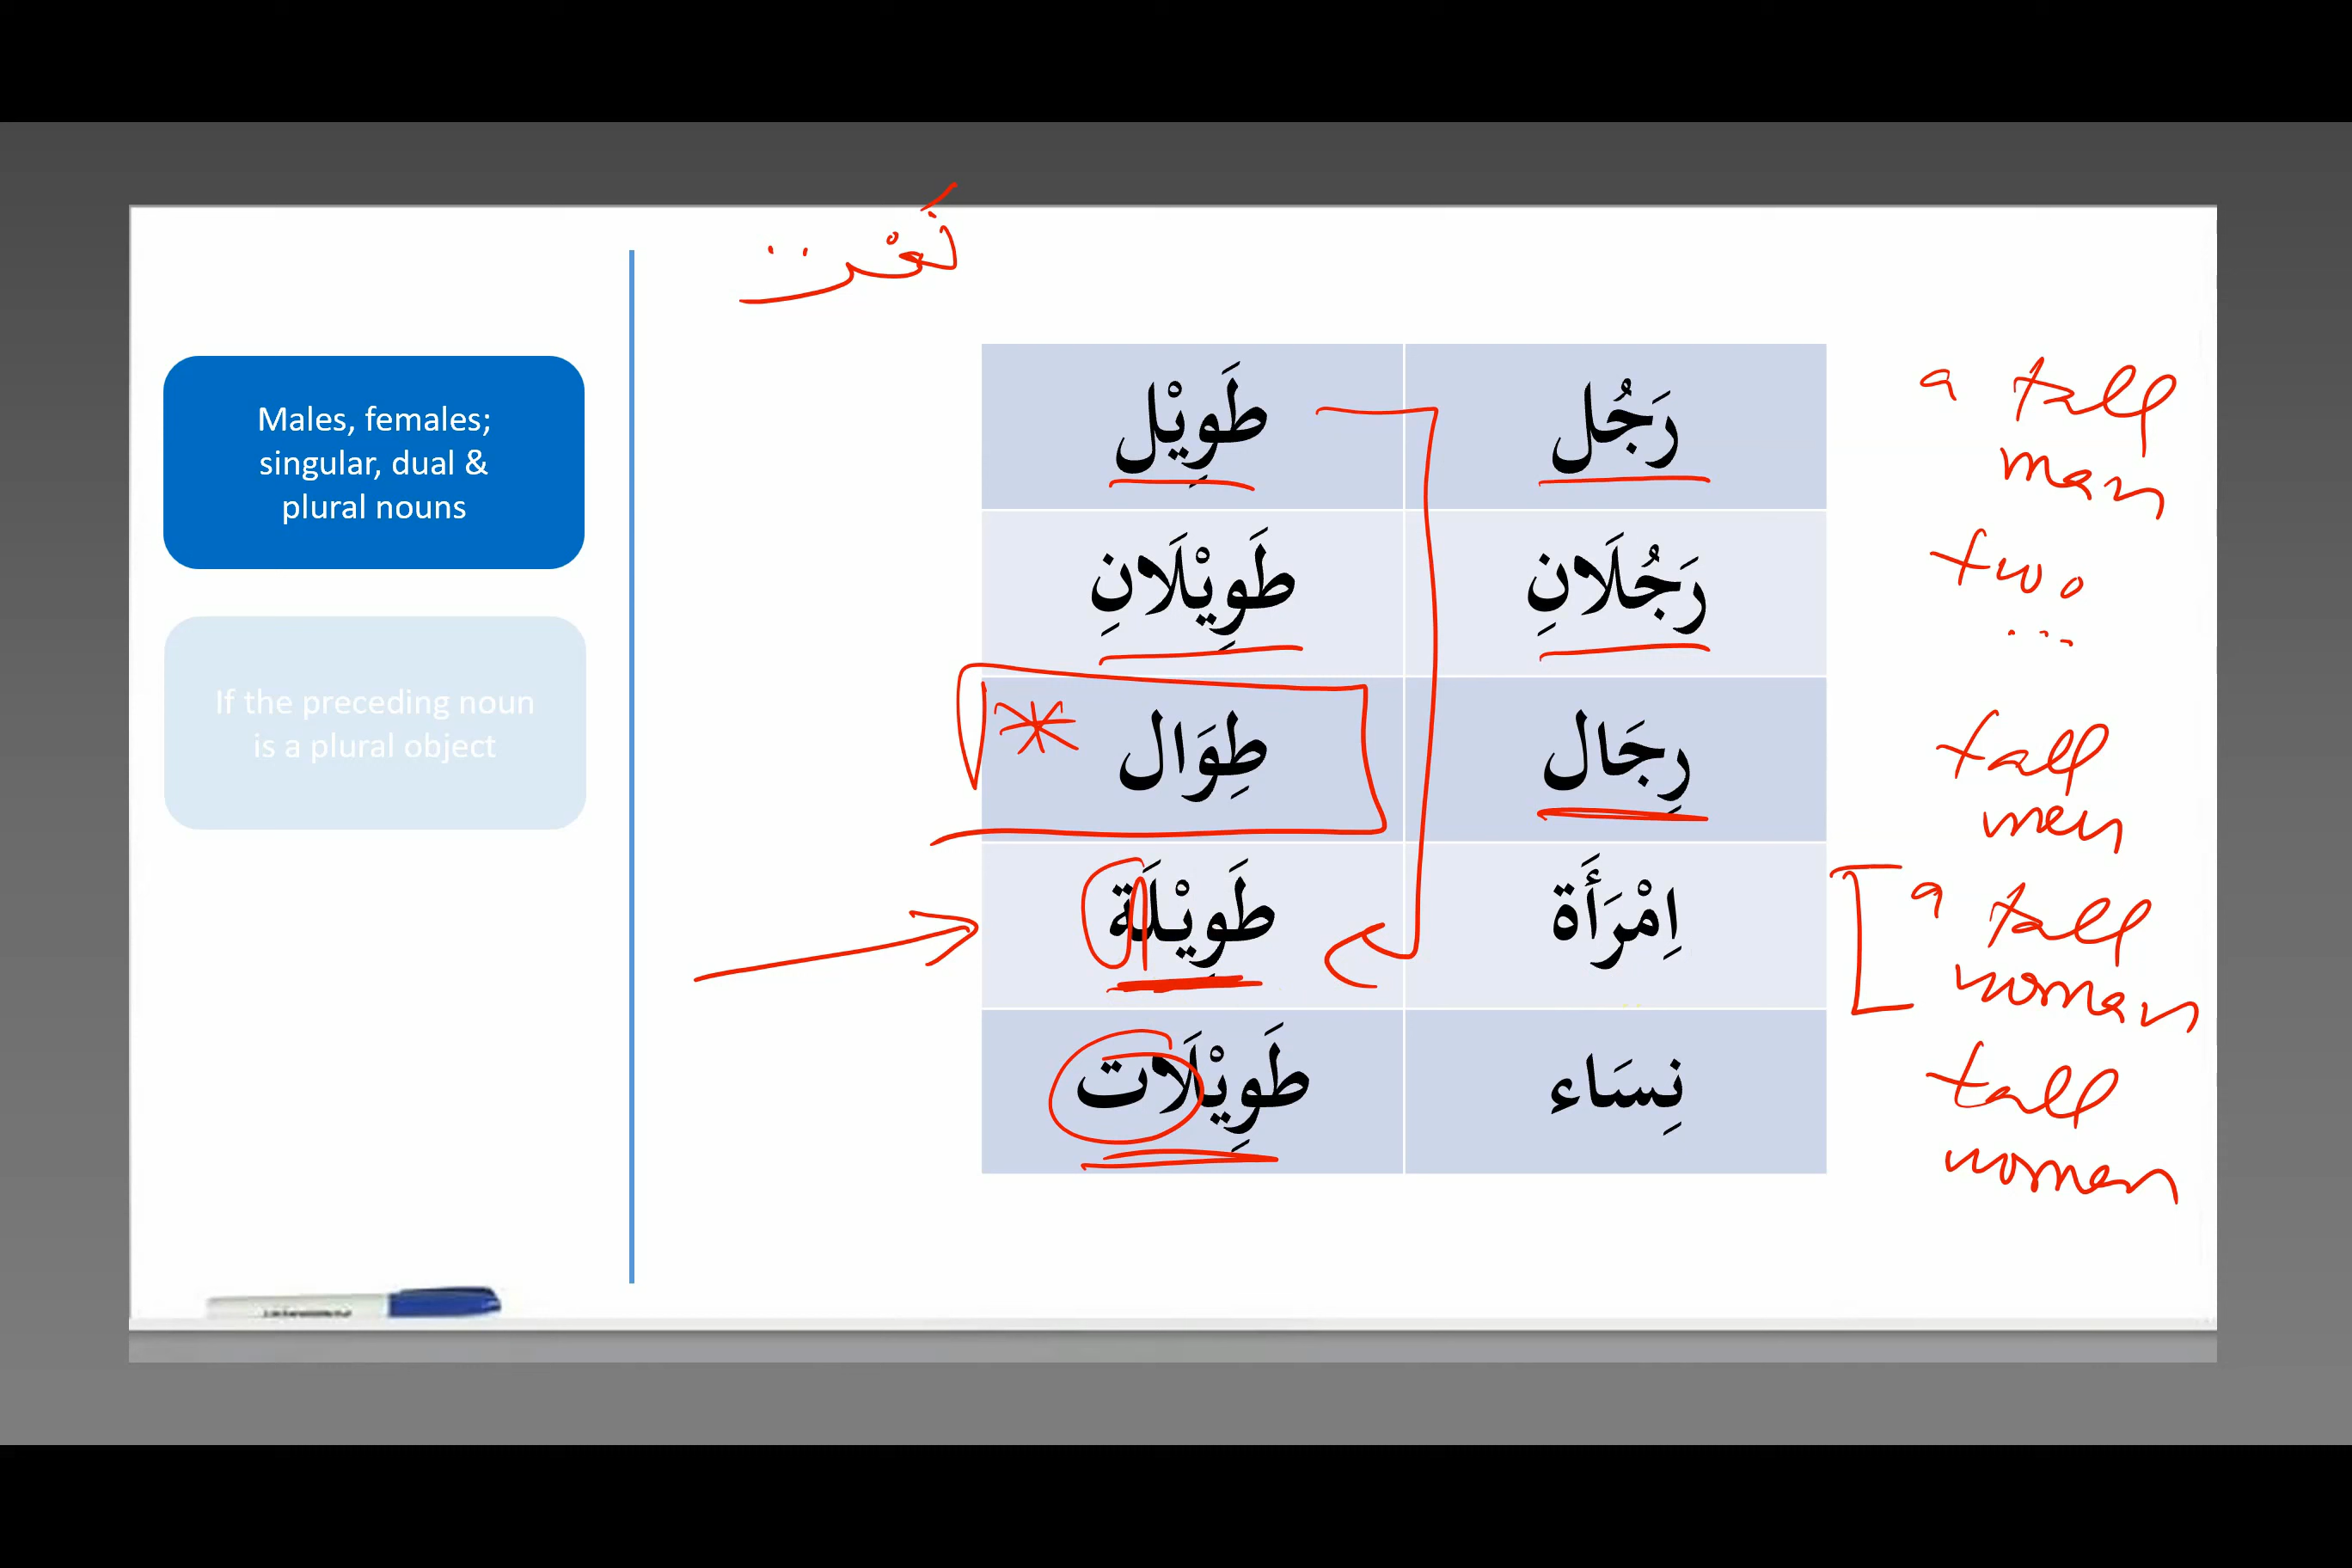 نَعْت
Males, females;
singular, dual &
plural nouns
If the preceding noun
is a plural object
رَجُل طَوِيْل
a tall
man
رَجُلَانِ طَوِيْلَانِ
two
...
رِجَال طِوَال *
tall
men
اِمْرَأَة طَوِيْلَة
a tall
woman
نِسَاء طَوِيْلَات
tall
women